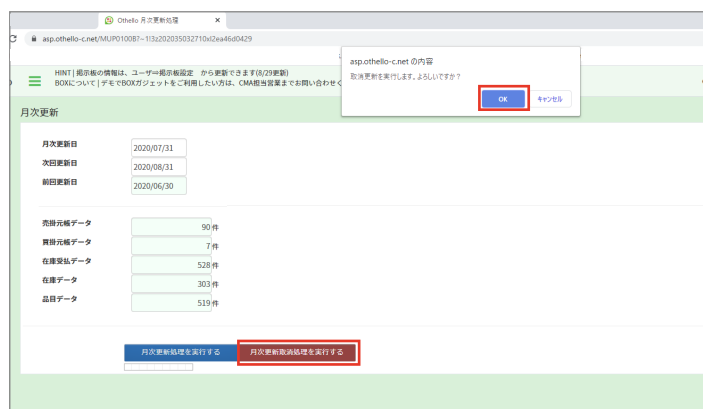 Othello 月次更新処理
asp.othello-c.net の内容
取消更新を実行します。よろしいですか?
OK キャンセル
HINT | 掲示板の情報は、ユーザ⇒掲示板設定 から更新できます(8/29更新)
BOXについて | デモでBOXガジェットをご利用したい方は、CMA担当営業までお問い合わせく
月次更新
月次更新日 2020/07/31
次回更新日 2020/08/31
前回更新日 2020/06/30
売掛元帳データ 90 件
買掛元帳データ 7 件
在庫受払データ 528 件
在庫データ 303 件
品目データ 519 件
月次更新処理を実行する 月次更新取消処理を実行する